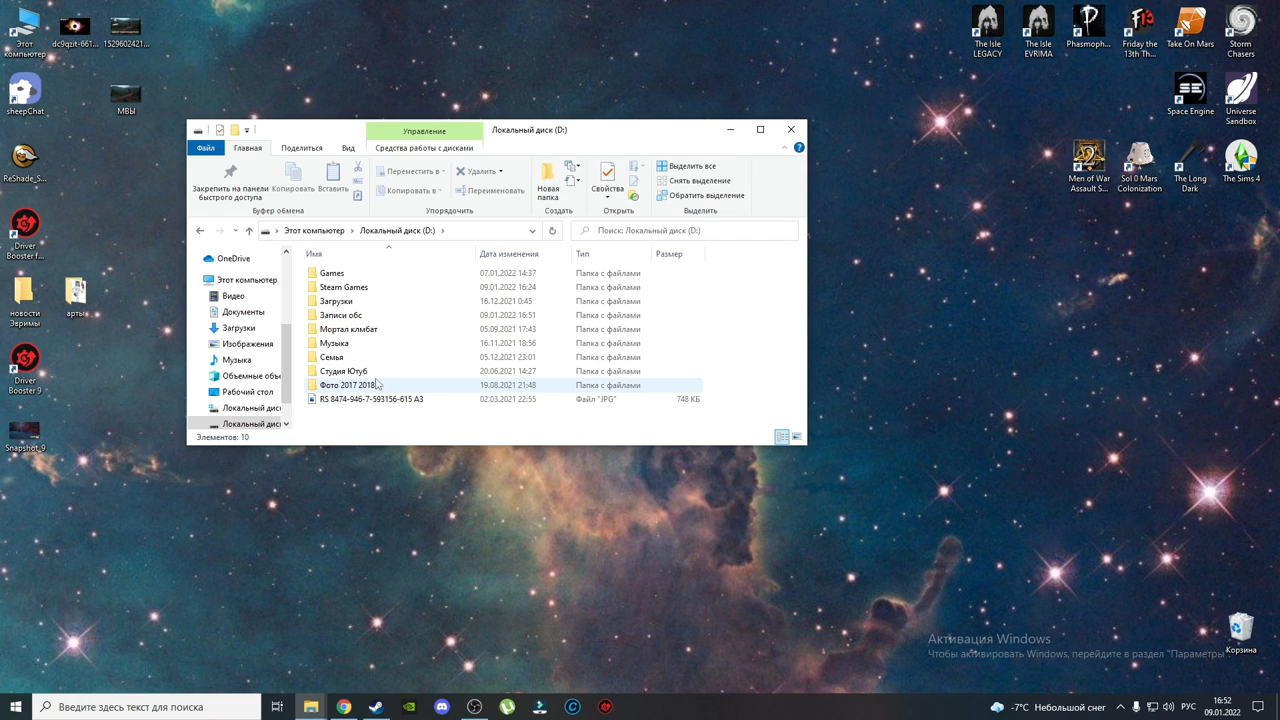 Этот
компьютер
dc9qzit-661...
1529602421...
sheepChat
МВЫ
ReShade_S...
Driver
Booster f...
новости
Эвримы
арты
Driver
Booster 9
Snapshot_9
The Isle
LEGACY
The Isle
EVRIMA
Phasmoph...
Friday the
13th Th...
Take On Mars
Storm
Chasers
Space Engine
Universe
Sandbox
Men of War
Assault S...
Sol 0 Mars
Colonization
The Long
Dark
The Sims 4
Управление
Локальный диск (D:)
Файл
Главная
Поделиться
Вид
Средства работы с дисками
Закрепить на панели
быстрого доступа
Копировать
Вставить
Буфер обмена
Переместить в
Копировать в
Удалить
Переименовать
Упорядочить
Новая
папка
Создать
Свойства
Открыть
Выделить все
Снять выделение
Обратить выделение
Выделить
Этот компьютер > Локальный диск (D:) >
Поиск: Локальный диск (D:)
OneDrive
Этот компьютер
Видео
Документы
Загрузки
Изображения
Музыка
Объемные объе
Рабочий стол
Локальный диск
Локальный диск
Имя Дата изменения Тип Размер
Games 07.01.2022 14:37 Папка с файлами
Steam Games 09.01.2022 16:24 Папка с файлами
Загрузки 16.12.2021 0:45 Папка с файлами
Записи обс 09.01.2022 16:51 Папка с файлами
Мортал клмбат 05.09.2021 17:43 Папка с файлами
Музыка 16.11.2021 18:56 Папка с файлами
Семья 05.12.2021 23:01 Папка с файлами
Студия Ютуб 20.06.2021 14:27 Папка с файлами
Фото 2017 2018 19.08.2021 21:48 Папка с файлами
RS 8474-946-7-593156-615 A3 02.03.2021 22:55 Файл "JPG" 748 КБ
Элементов: 10
Активация Windows
Чтобы активировать Windows, перейдите в раздел "Параметры".
Корзина
Введите здесь текст для поиска
-7°C Небольшой снег
РУС
16:52
09.01.2022